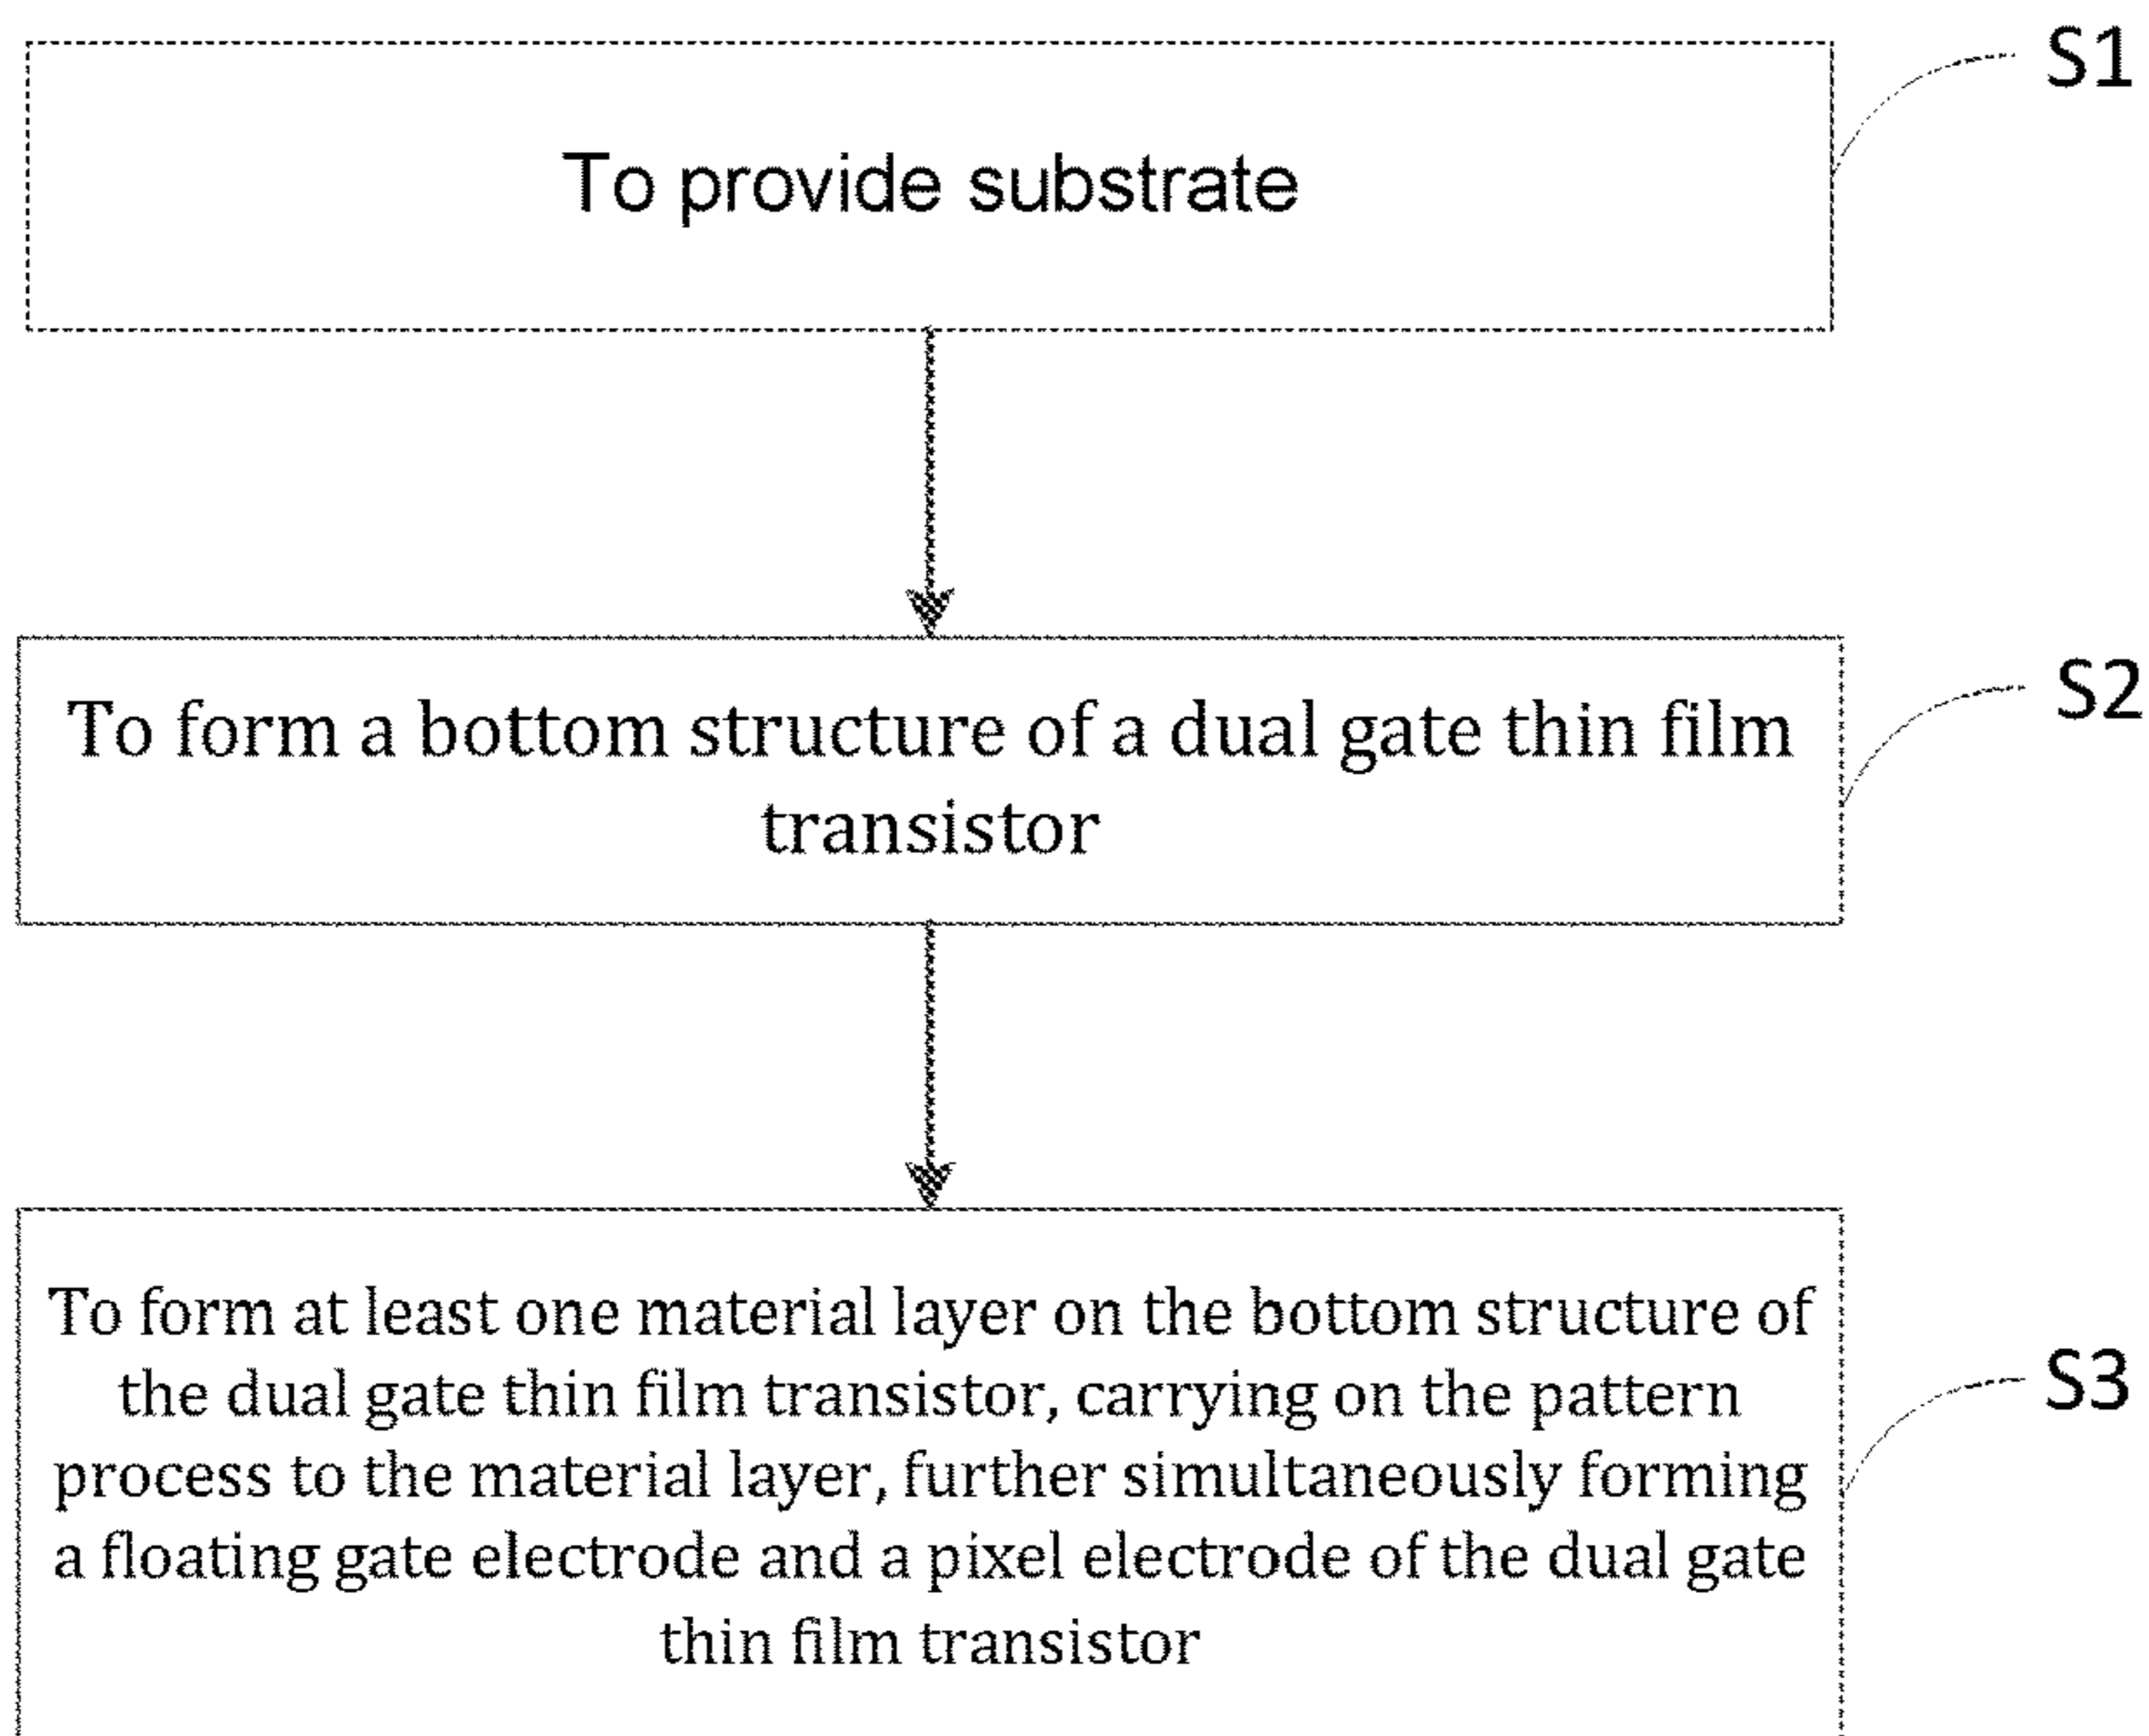 To provide substrate
S1
To form a bottom structure of a dual gate thin film
transistor
S2
To form at least one material layer on the bottom structure of
the dual gate thin film transistor, carrying on the pattern
process to the material layer, further simultaneously forming
a floating gate electrode and a pixel electrode of the dual gate
thin film transistor
S3